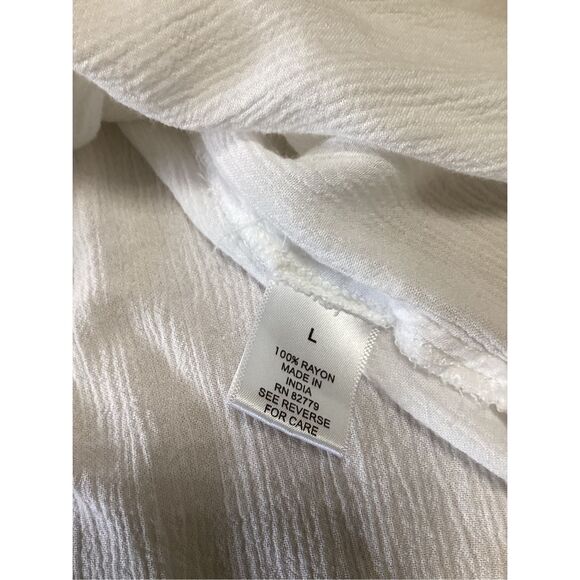 L
100% RAYON
MADE IN
INDIA
RN 82779
SEE REVERSE
FOR CARE